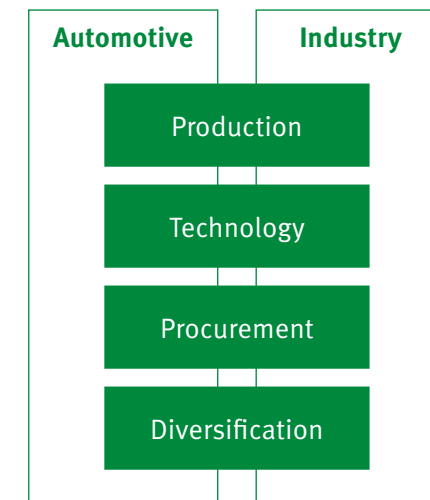 Automotive
Industry
Production
Technology
Procurement
Diversification